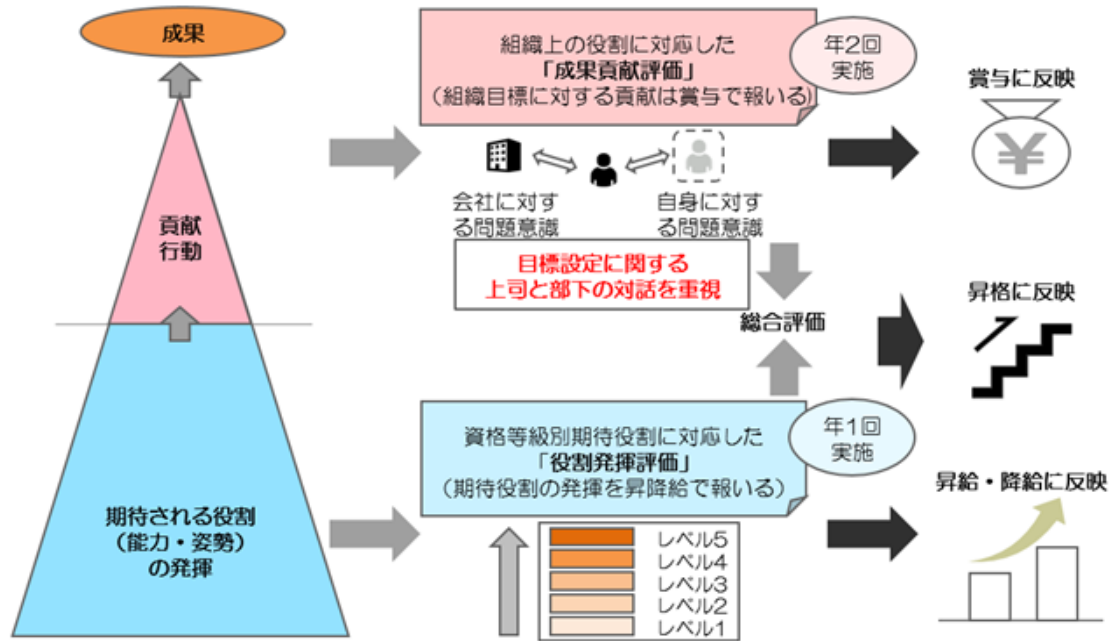 成果
貢献
行動
期待される役割
（能力・姿勢）
の発揮
組織上の役割に対応した
「成果貢献評価」
（組織目標に対する貢献は賞与で報いる）
年2回
実施
会社に対す
る問題意識
自身に対す
る問題意識
目標設定に関する
上司と部下の対話を重視
総合評価
資格等級別期待役割に対応した
「役割発揮評価」
（期待役割の発揮を昇降給で報いる）
年1回
実施
レベル5
レベル4
レベル3
レベル2
レベル1
賞与に反映
¥
昇格に反映
昇給・降給に反映